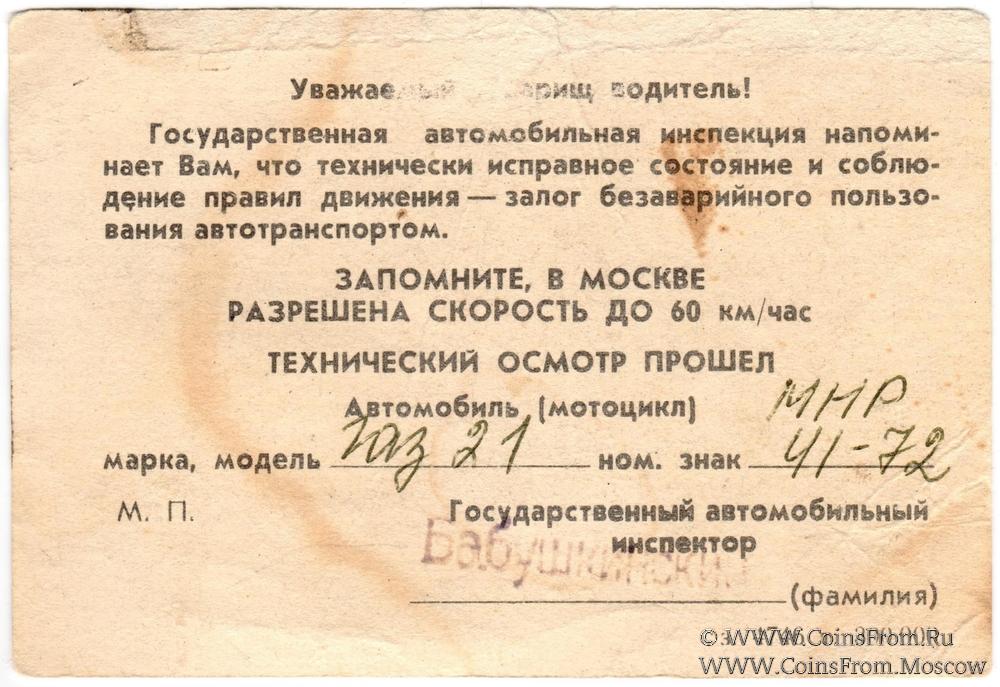 Уважаемый товарищ водитель!
Государственная автомобильная инспекция напоми-
нает Вам, что технически исправное состояние и соблю-
дение правил движения — залог безаварийного пользо-
вания автотранспортом.
ЗАПОМНИТЕ, В МОСКВЕ
РАЗРЕШЕНА СКОРОСТЬ ДО 60 км/час
ТЕХНИЧЕСКИЙ ОСМОТР ПРОШЕЛ
Автомобиль (мотоцикл) МНР
марка, модель газ 21 ном. знак 41-72
М. П. Государственный автомобильный
инспектор
Бабушкинский
(фамилия)
© WWW.CoinsFrom.Ru
WWW.CoinsFrom.Moscow